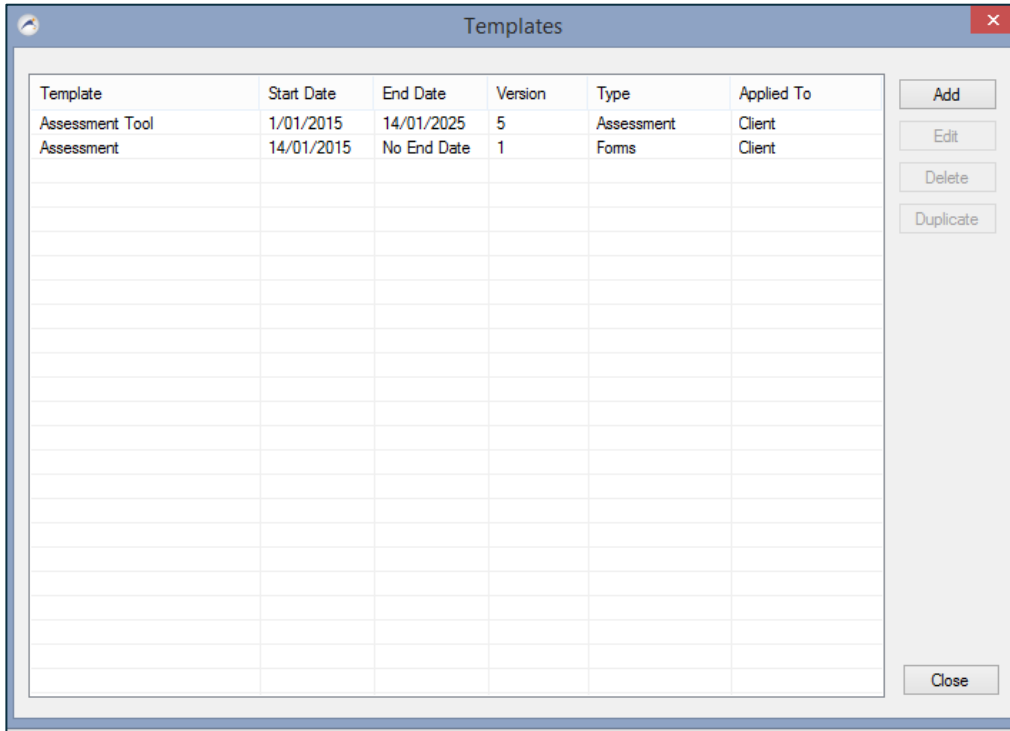 Templates
Template Start Date End Date Version Type Applied To
Assessment Tool 1/01/2015 14/01/2025 5 Assessment Client
Assessment 14/01/2015 No End Date 1 Forms Client
Add
Edit
Delete
Duplicate
Close